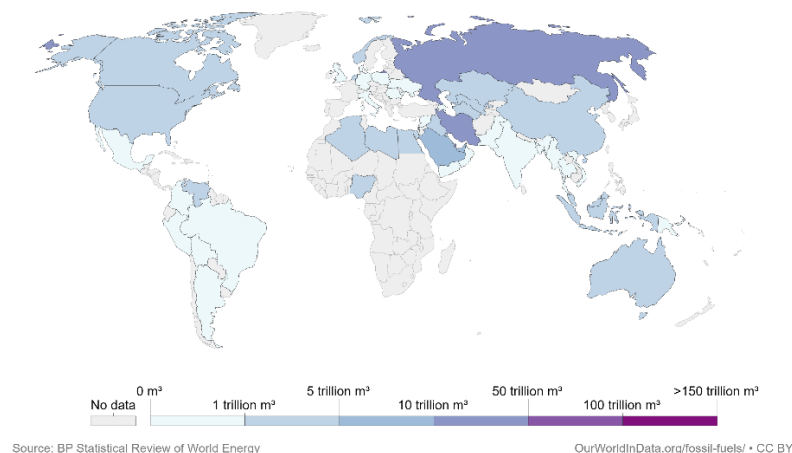 0 m³ 5 trillion m³ 50 trillion m³ >150 trillion m³
No data 1 trillion m³ 10 trillion m³ 100 trillion m³
Source: BP Statistical Review of World Energy OurWorldInData.org/fossil-fuels/ • CC BY